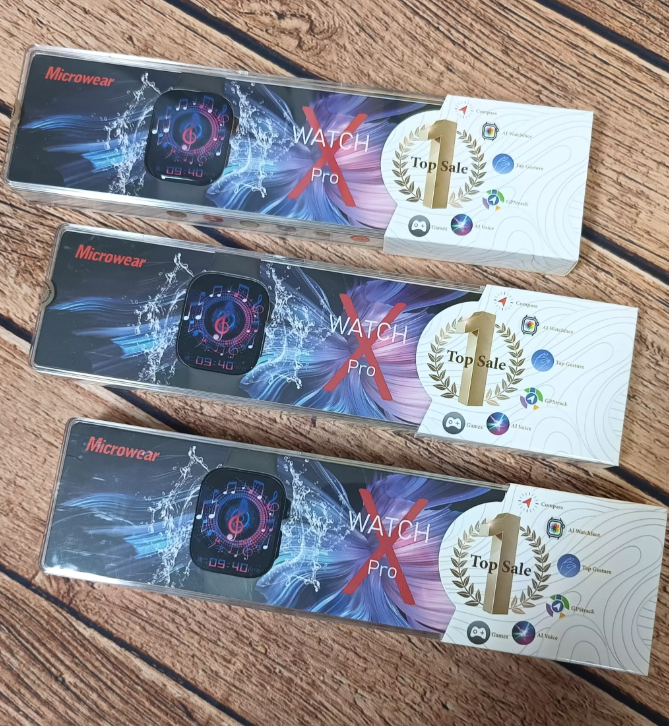 Microwear
09:40
WATCH
X
Pro
1
Top Sale
Compass
AI Watchface
Tap Gesture
GPStrack
Games
AI Voice
Microwear
09:40
WATCH
X
Pro
1
Top Sale
Compass
AI Watchface
Tap Gesture
GPStrack
Games
AI Voice
Microwear
09:40
WATCH
X
Pro
1
Top Sale
Compass
AI Watchface
Tap Gesture
GPStrack
Games
AI Voice